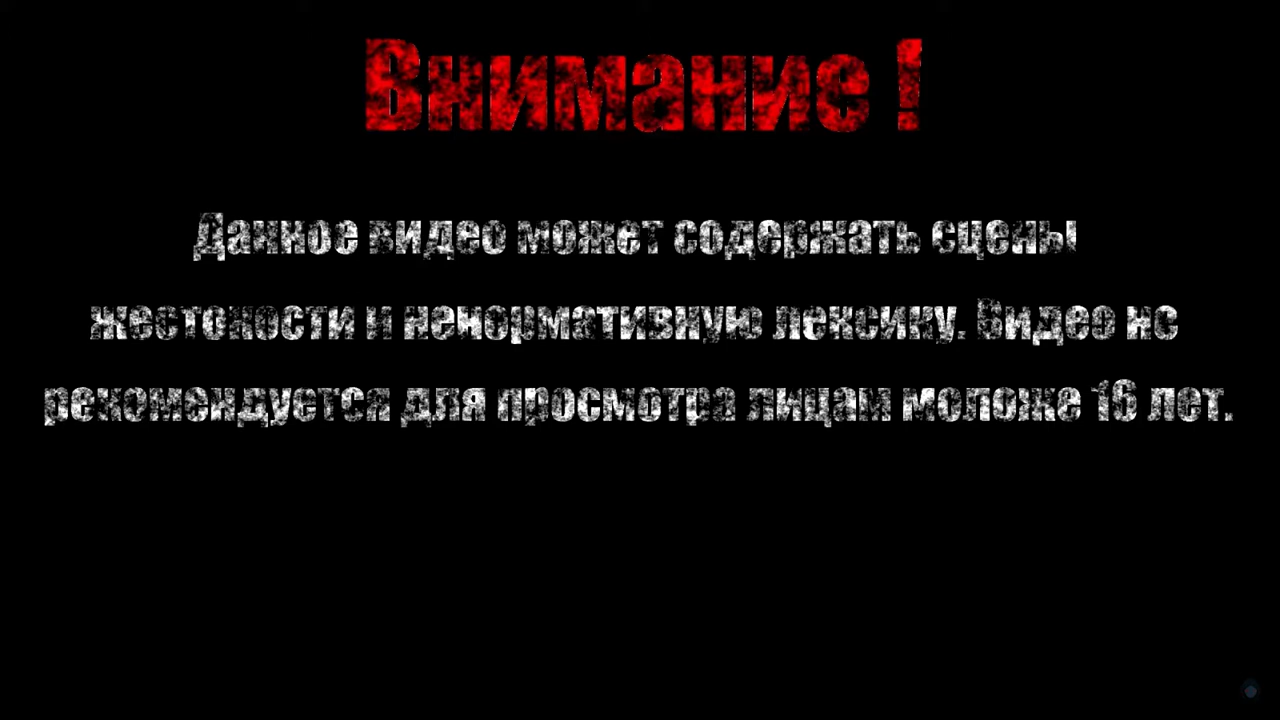 Внимание !
Данное видео может содержать сцены
жестокости и ненормативную лексику. Видео не
рекомендуется для просмотра лицам моложе 16 лет.